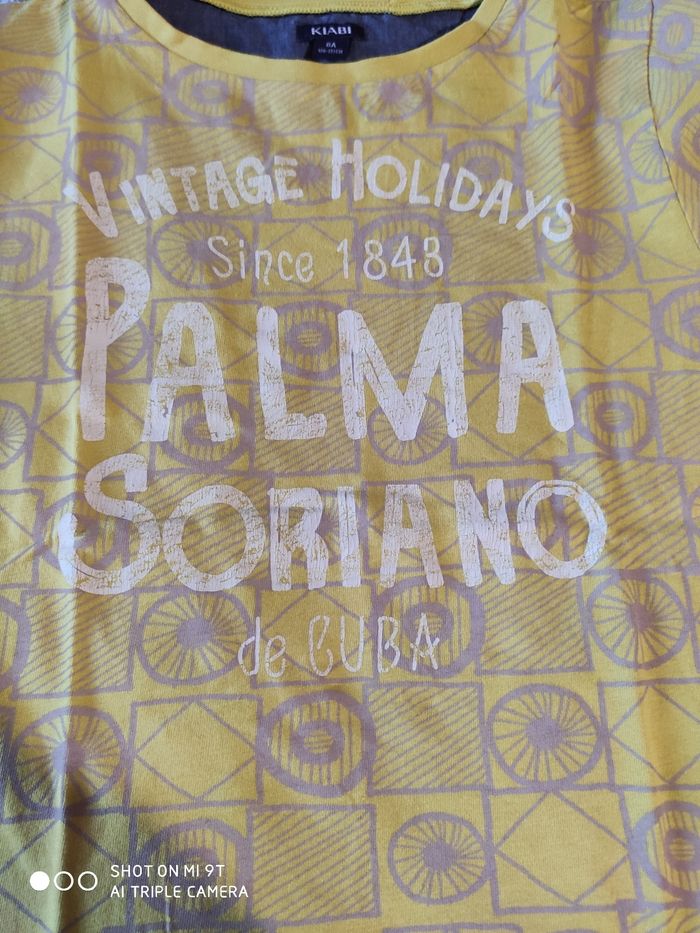 KIABI
8A
VINTAGE HOLIDAYS
Since 1848
PALMA
SORIANO
de CUBA
SHOT ON MI 9T
AI TRIPLE CAMERA